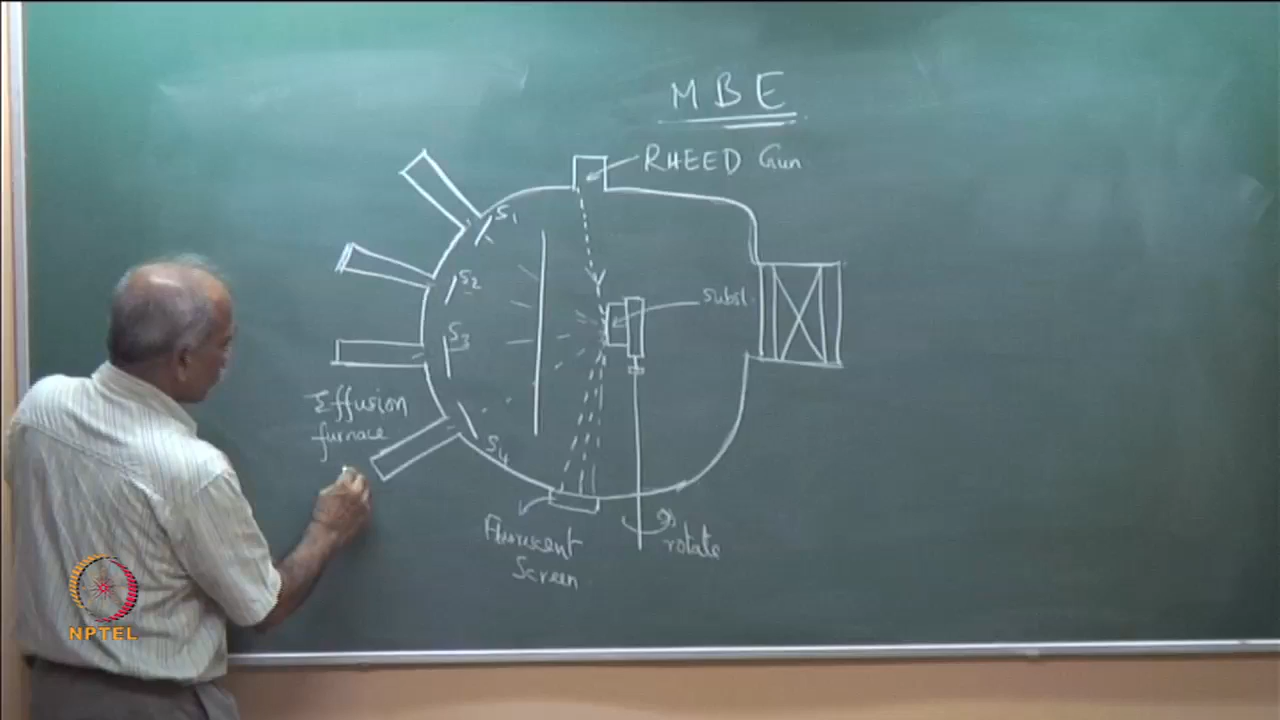 MBE
RHEED Gun
S1
S2
subst.
S3
Effusion
furnace
S4
Fluorescent
Screen
rotate
NPTEL